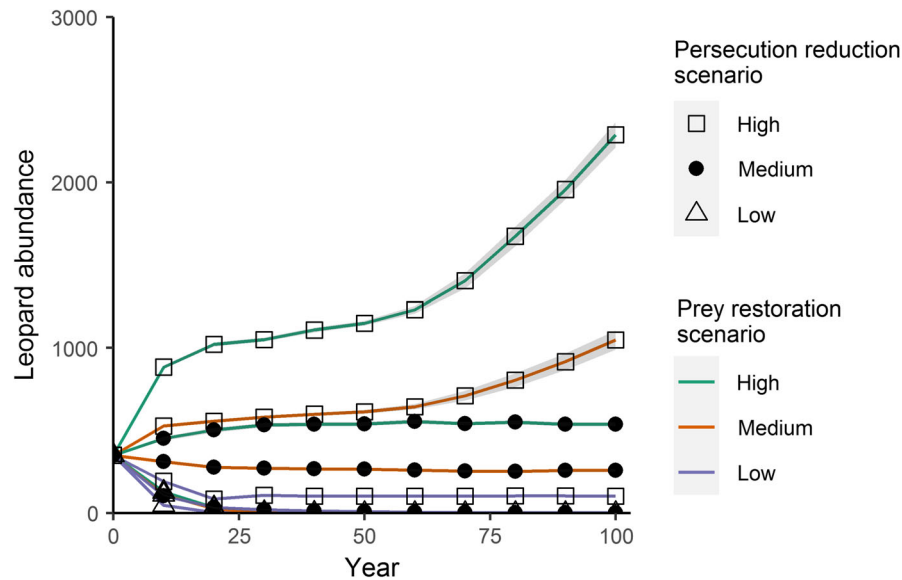 3000
2000
1000
0
Leopard abundance
0
25
50
75
100
Year
Persecution reduction
scenario
High
Medium
Low
Prey restoration
scenario
High
Medium
Low